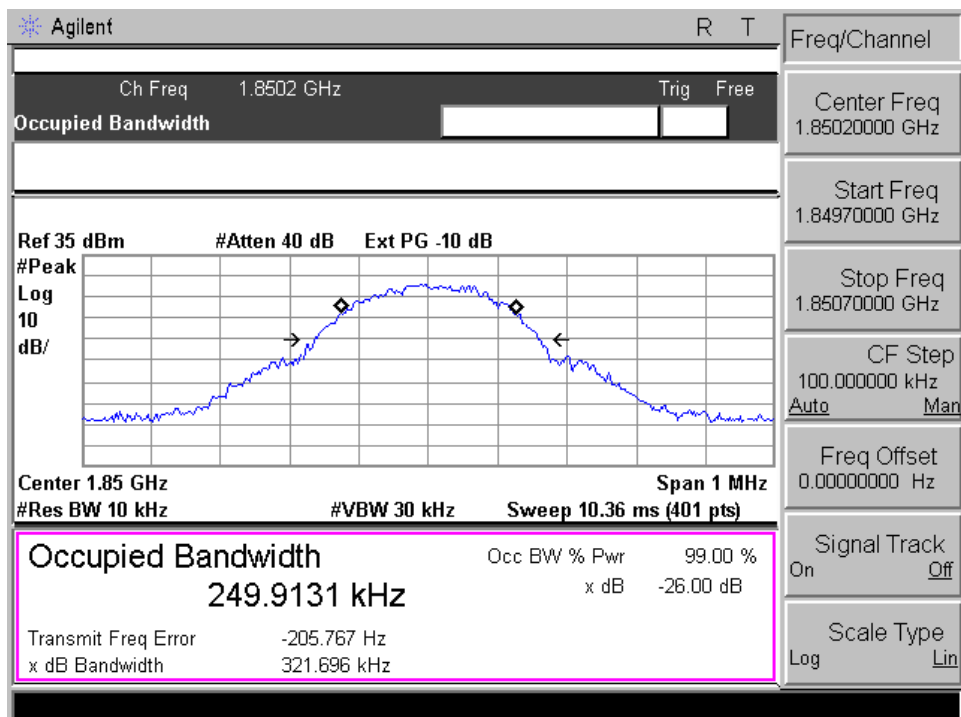 Agilent R T
Ch Freq 1.8502 GHz Trig Free
Occupied Bandwidth
Ref 35 dBm #Atten 40 dB Ext PG -10 dB
#Peak
Log
10
dB/
Center 1.85 GHz Span 1 MHz
#Res BW 10 kHz #VBW 30 kHz Sweep 10.36 ms (401 pts)
Occupied Bandwidth Occ BW % Pwr 99.00 %
249.9131 kHz x dB -26.00 dB
Transmit Freq Error -205.767 Hz
x dB Bandwidth 321.696 kHz
Freq/Channel
Center Freq
1.85020000 GHz
Start Freq
1.84970000 GHz
Stop Freq
1.85070000 GHz
CF Step
100.000000 kHz
Auto Man
Freq Offset
0.00000000 Hz
Signal Track
On Off
Scale Type
Log Lin